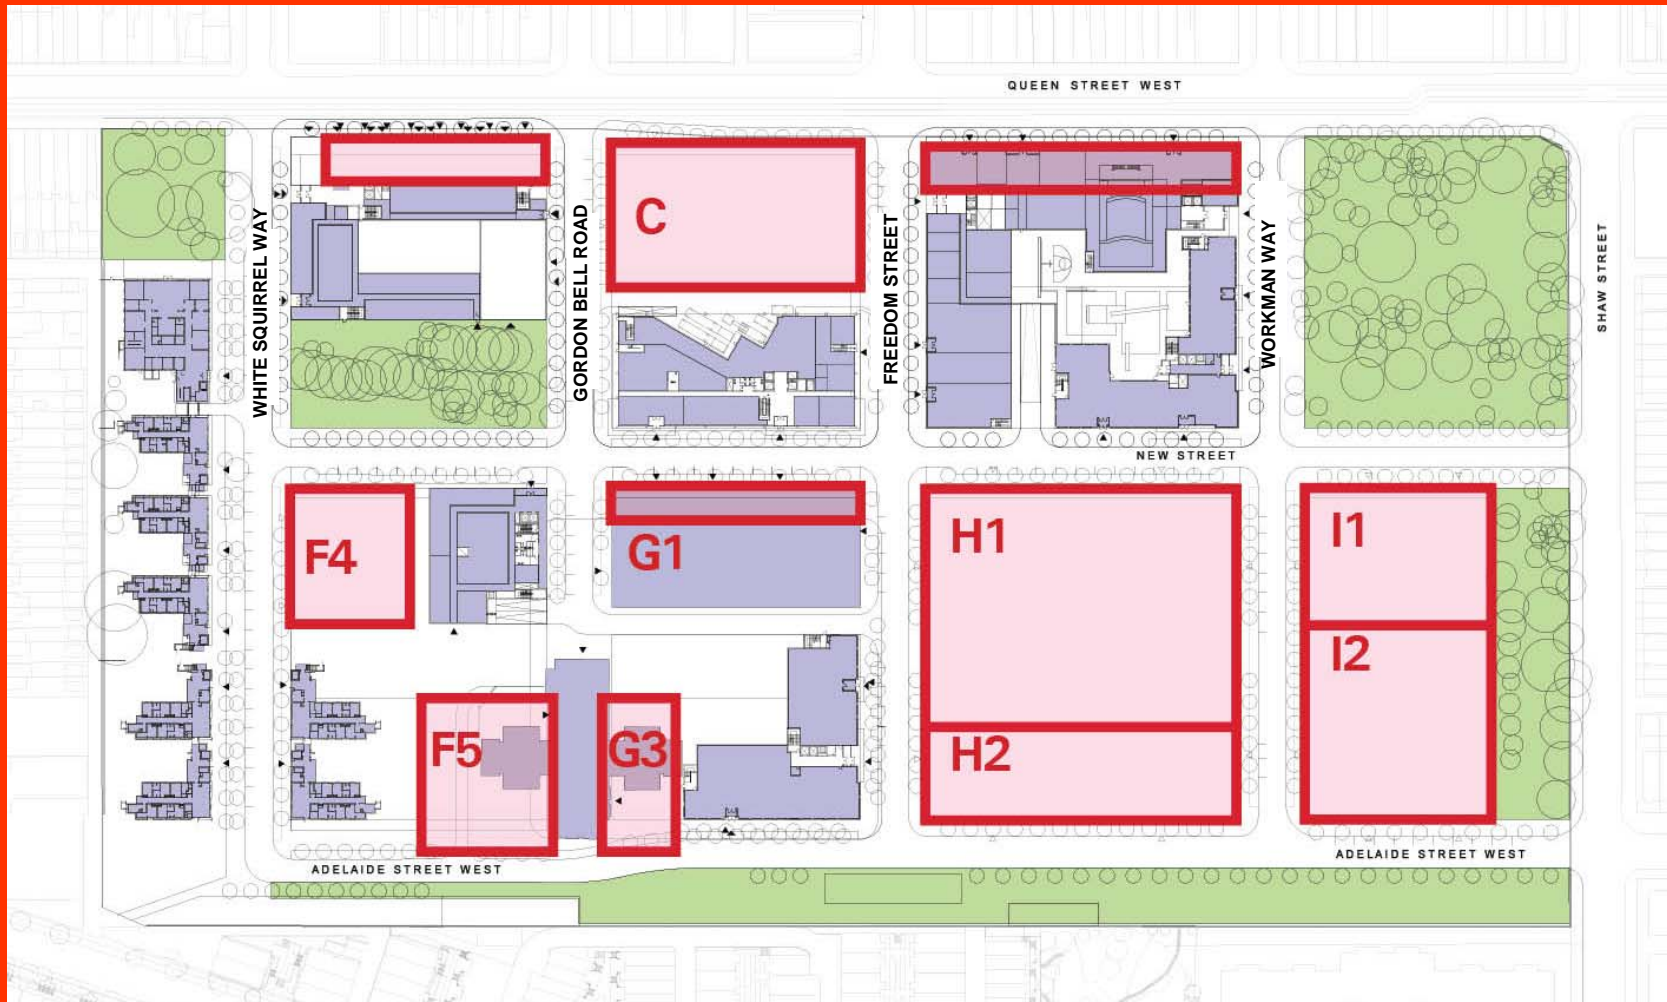 QUEEN STREET WEST
WHITE SQUIRREL WAY
GORDON BELL ROAD
C
FREEDOM STREET
WORKMAN WAY
SHAW STREET
NEW STREET
F4
G1
H1
I1
I2
F5
G3
H2
ADELAIDE STREET WEST
ADELAIDE STREET WEST